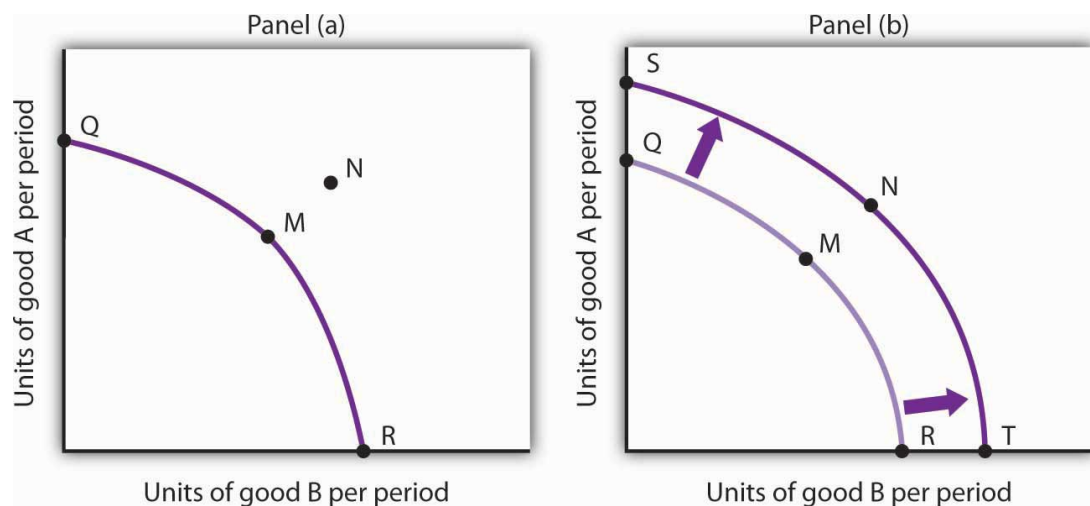 Panel (a)
Units of good A per period
Q
N
M
R
Units of good B per period
Panel (b)
Units of good A per period
S
Q
N
M
R
T
Units of good B per period